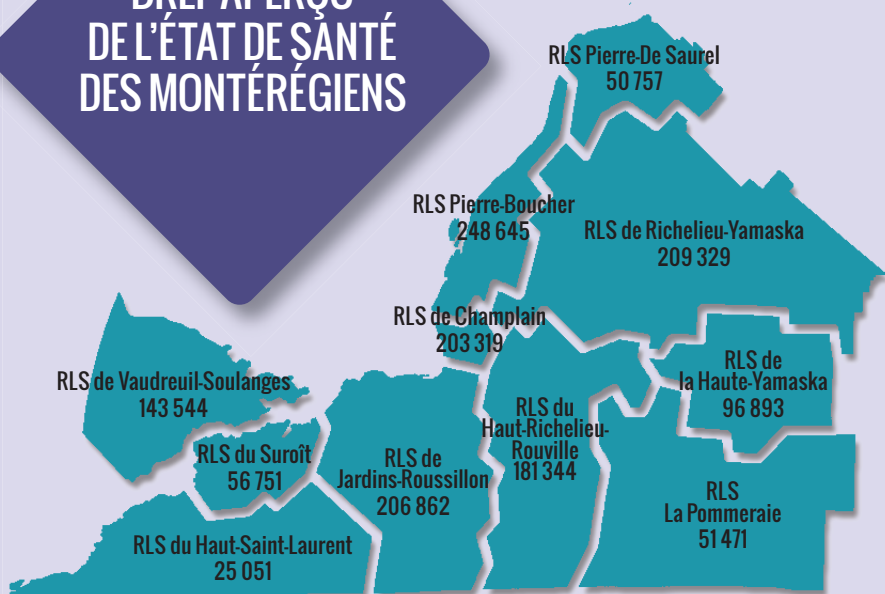 BREF APERÇU
DE L'ÉTAT DE SANTÉ
DES MONTÉRÉGIENS
RLS Pierre-De Saurel
50 757
RLS Pierre-Boucher
248 645
RLS de Richelieu-Yamaska
209 329
RLS de Champlain
203 319
RLS de Vaudreuil-Soulanges
143 544
RLS de
la Haute-Yamaska
96 893
RLS du Suroît
56 751
RLS de
Jardins-Roussillon
206 862
RLS du
Haut-Richelieu-
Rouville
181 344
RLS
La Pommeraie
51 471
RLS du Haut-Saint-Laurent
25 051